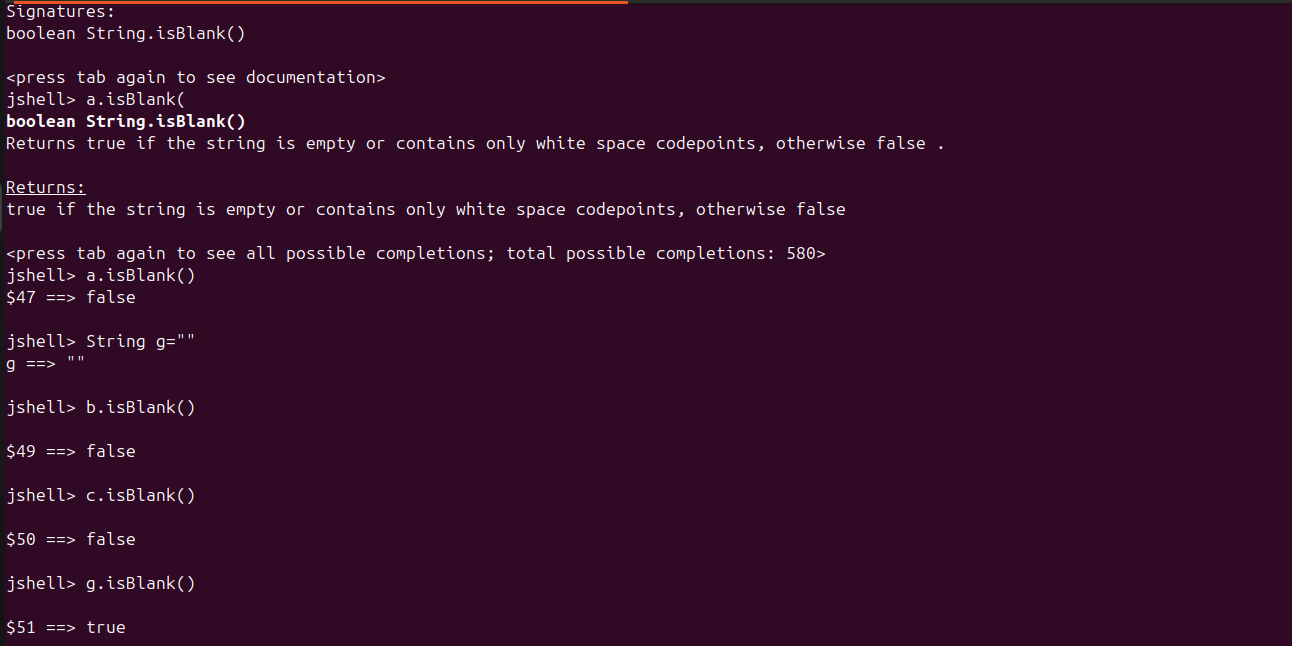 Signatures:
boolean String.isBlank()
<press tab again to see documentation>
jshell> a.isBlank(
boolean String.isBlank()
Returns true if the string is empty or contains only white space codepoints, otherwise false .
Returns:
true if the string is empty or contains only white space codepoints, otherwise false
<press tab again to see all possible completions; total possible completions: 580>
jshell> a.isBlank()
$47 ==> false
jshell> String g=""
g ==> ""
jshell> b.isBlank()
$49 ==> false
jshell> c.isBlank()
$50 ==> false
jshell> g.isBlank()
$51 ==> true